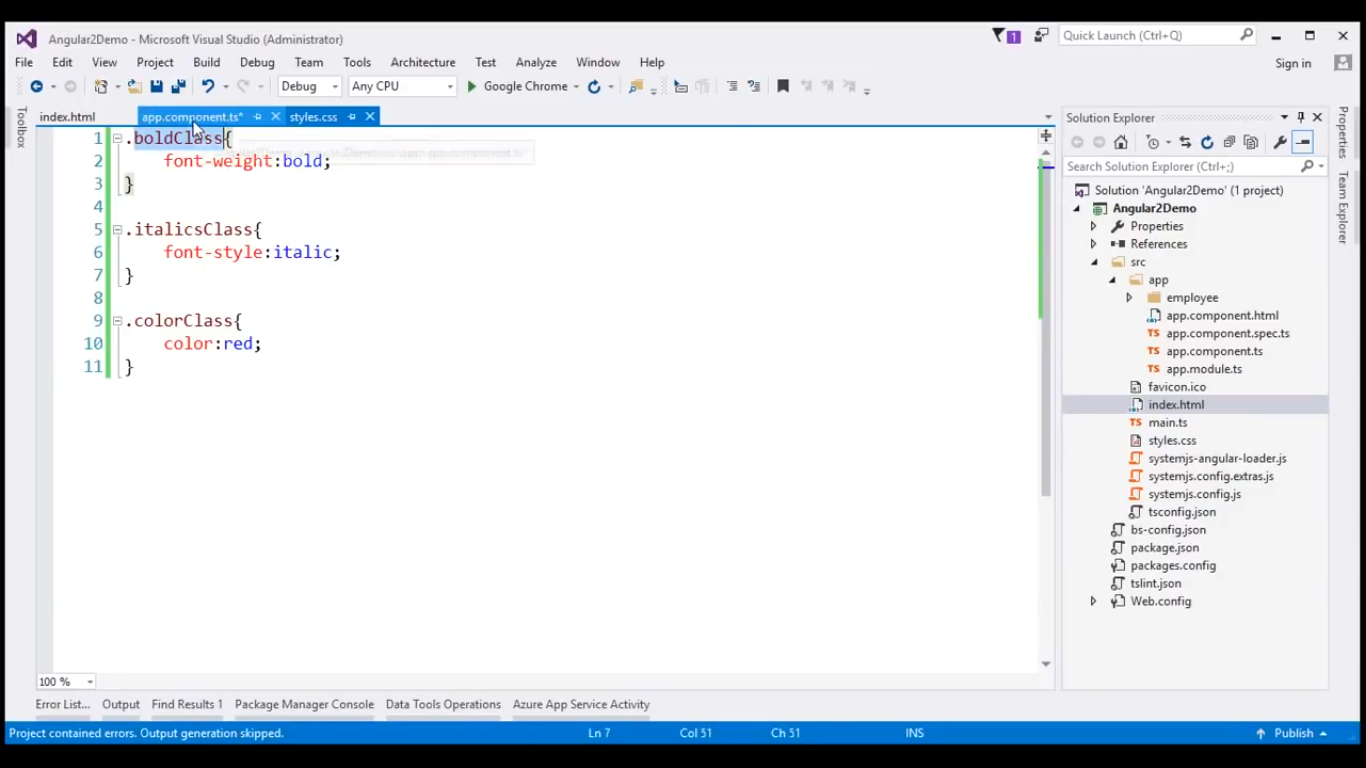 Angular2Demo - Microsoft Visual Studio (Administrator)
1
Quick Launch (Ctrl+Q)
File Edit View Project Build Debug Team Tools Architecture Test Analyze Window Help
Sign in
Debug Any CPU Google Chrome
Toolbox
index.html app.component.ts* styles.css
1 .boldClass{
2 font-weight:bold;
3 }
4
5 .italicsClass{
6 font-style:italic;
7 }
8
9 .colorClass{
10 color:red;
11 }
100 %
Solution Explorer
Search Solution Explorer (Ctrl+;)
Solution 'Angular2Demo' (1 project)
Angular2Demo
Properties
References
src
app
employee
app.component.html
TS app.component.spec.ts
TS app.component.ts
TS app.module.ts
favicon.ico
index.html
TS main.ts
styles.css
systemjs-angular-loader.js
systemjs.config.extras.js
systemjs.config.js
tsconfig.json
bs-config.json
package.json
packages.config
tslint.json
Web.config
Properties
Team Explorer
Error List... Output Find Results 1 Package Manager Console Data Tools Operations Azure App Service Activity
Project contained errors. Output generation skipped. Ln 7 Col 51 Ch 51 INS Publish